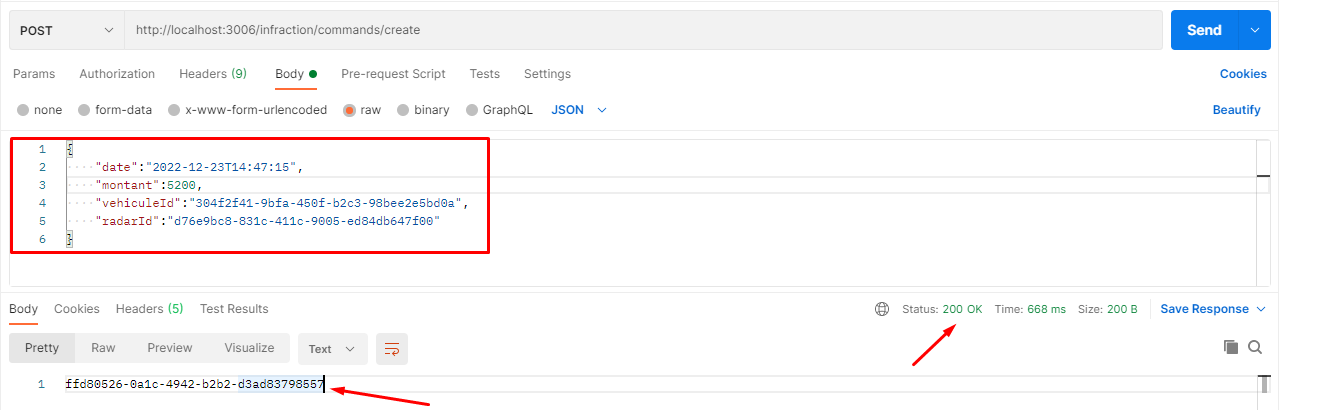 POST http://localhost:3006/infraction/commands/create Send
Params Authorization Headers (9) Body Pre-request Script Tests Settings Cookies
none form-data x-www-form-urlencoded raw binary GraphQL JSON Beautify
1 {
2 "date":"2022-12-23T14:47:15",
3 "montant":5200,
4 "vehiculeId":"304f2f41-9bfa-450f-b2c3-98bee2e5bd0a",
5 "radarId":"d76e9bc8-831c-411c-9005-ed84db647f00"
6 }
Body Cookies Headers (5) Test Results Status: 200 OK Time: 668 ms Size: 200 B Save Response
Pretty Raw Preview Visualize Text
1 ffd80526-0a1c-4942-b2b2-d3ad83798557